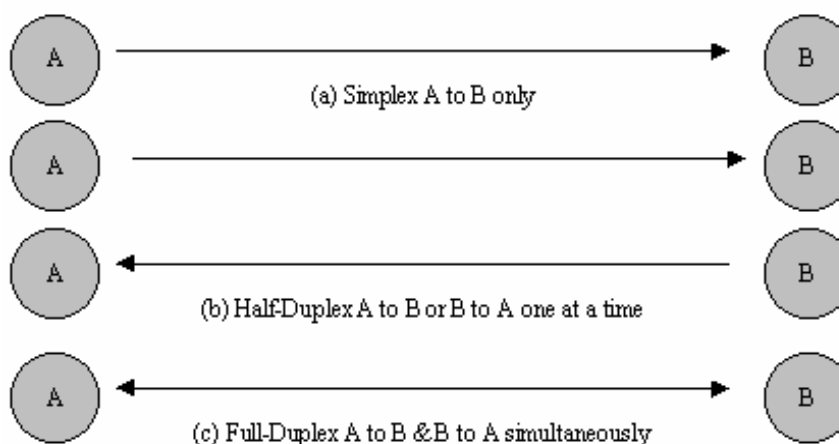 A B
(a) Simplex A to B only
A B
A B
(b) Half-Duplex A to B or B to A one at a time
A B
(c) Full-Duplex A to B & B to A simultaneously